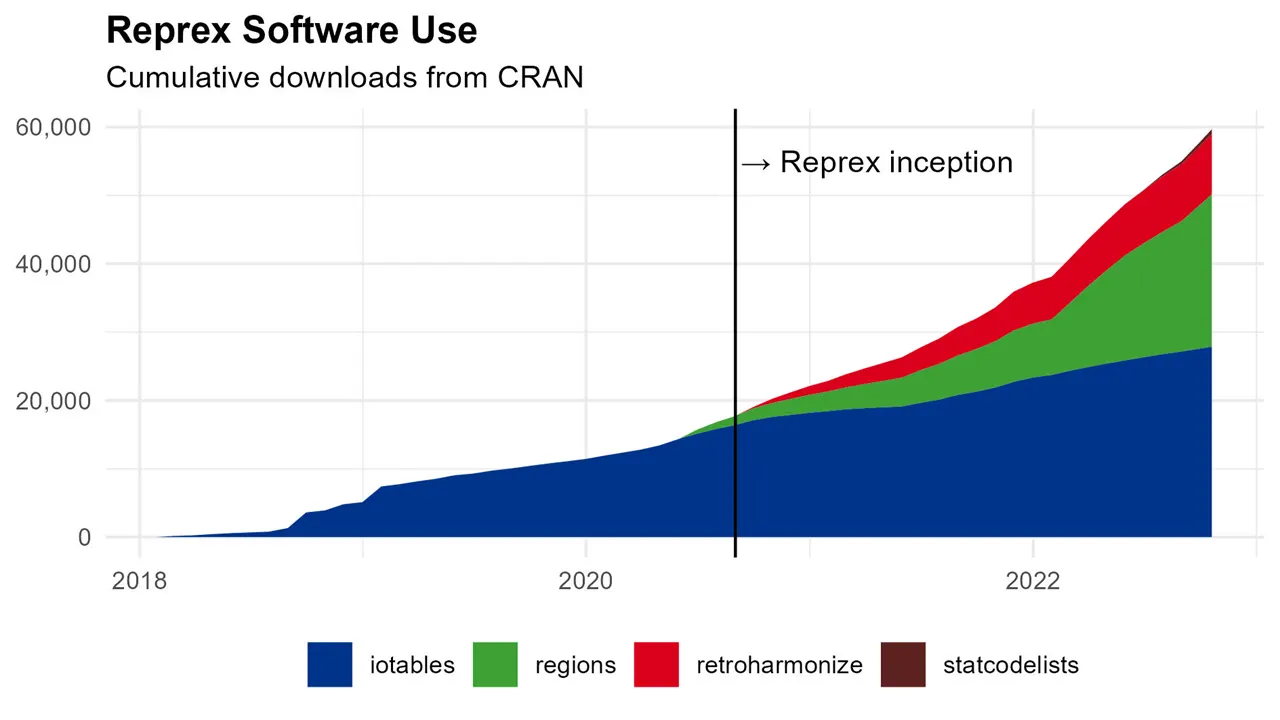 Reprex Software Use
Cumulative downloads from CRAN
60,000
→ Reprex inception
40,000
20,000
0
2018 2020 2022
iotables regions retroharmonize statcodelists